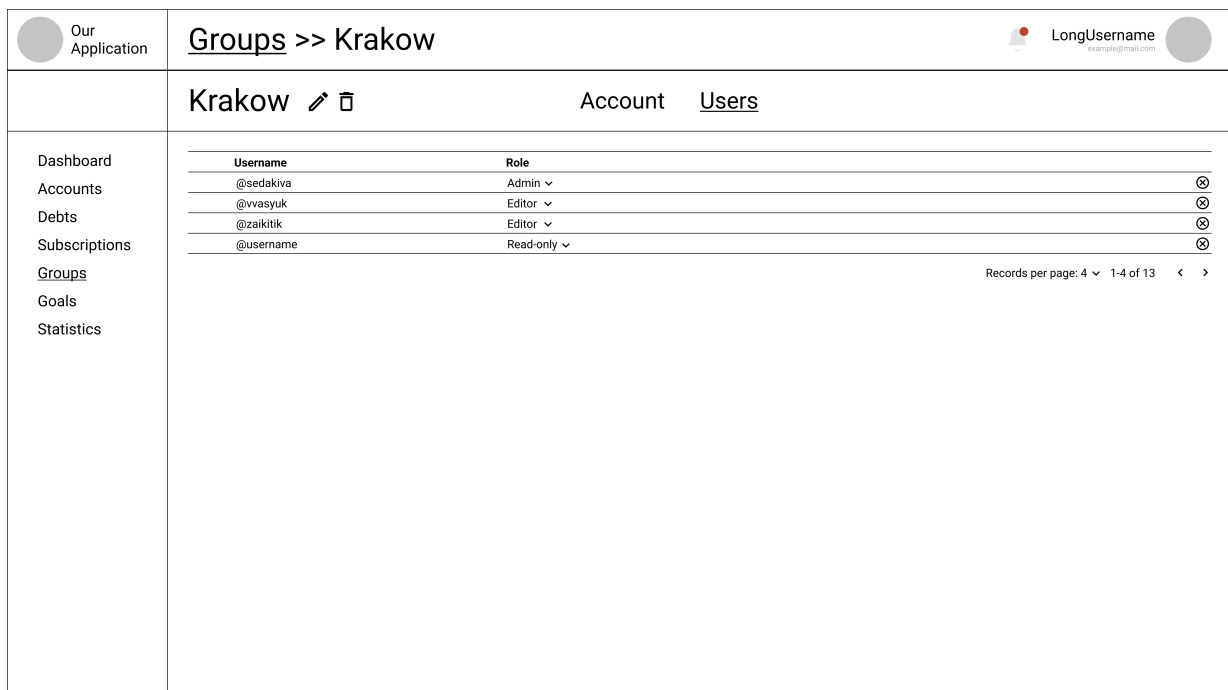 Our
Application
Groups >> Krakow
LongUsername
example@mail.com
Krakow
Account Users
Dashboard
Accounts
Debts
Subscriptions
Groups
Goals
Statistics
Username Role
@sedakiva Admin
@vvasyuk Editor
@zaikitik Editor
@username Read-only
Records per page: 4 1-4 of 13